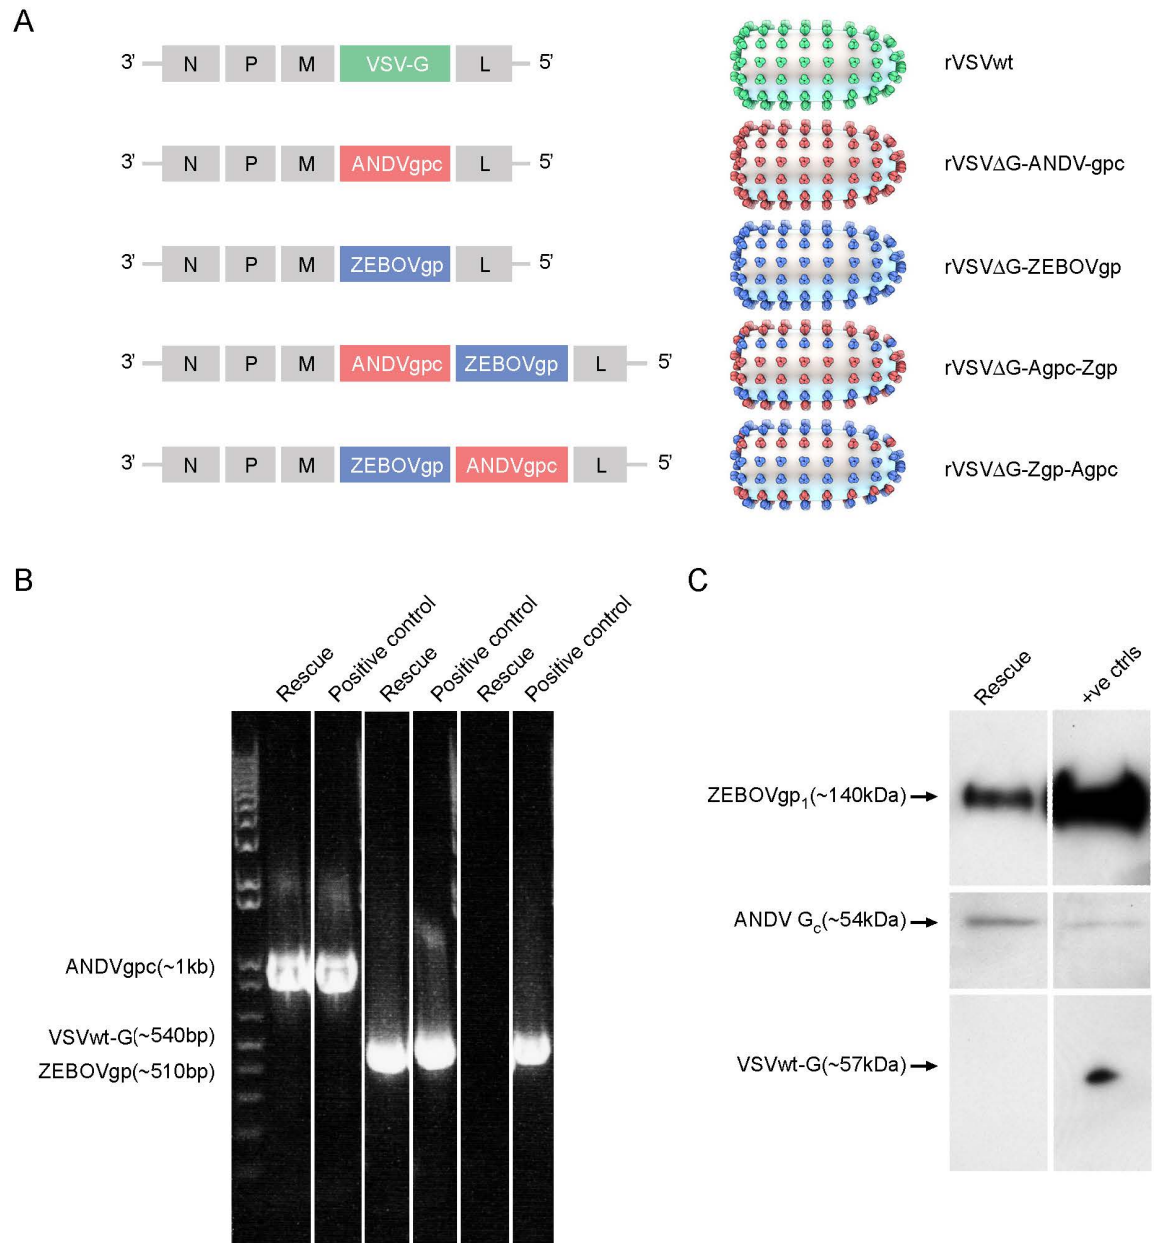 A
3' N P M VSV-G L 5' rVSVwt
3' N P M ANDVgpc L 5' rVSVΔG-ANDV-gpc
3' N P M ZEBOVgp L 5' rVSVΔG-ZEBOVgp
3' N P M ANDVgpc ZEBOVgp L 5' rVSVΔG-Agpc-Zgp
3' N P M ZEBOVgp ANDVgpc L 5' rVSVΔG-Zgp-Agpc
B
Rescue
Positive control
Rescue
Positive control
Rescue
Positive control
ANDVgpc(~1kb)
VSVwt-G(~540bp)
ZEBOVgp(~510bp)
C
Rescue
+ve ctrls
ZEBOVgp₁(~140kDa)
ANDV Gc(~54kDa)
VSVwt-G(~57kDa)